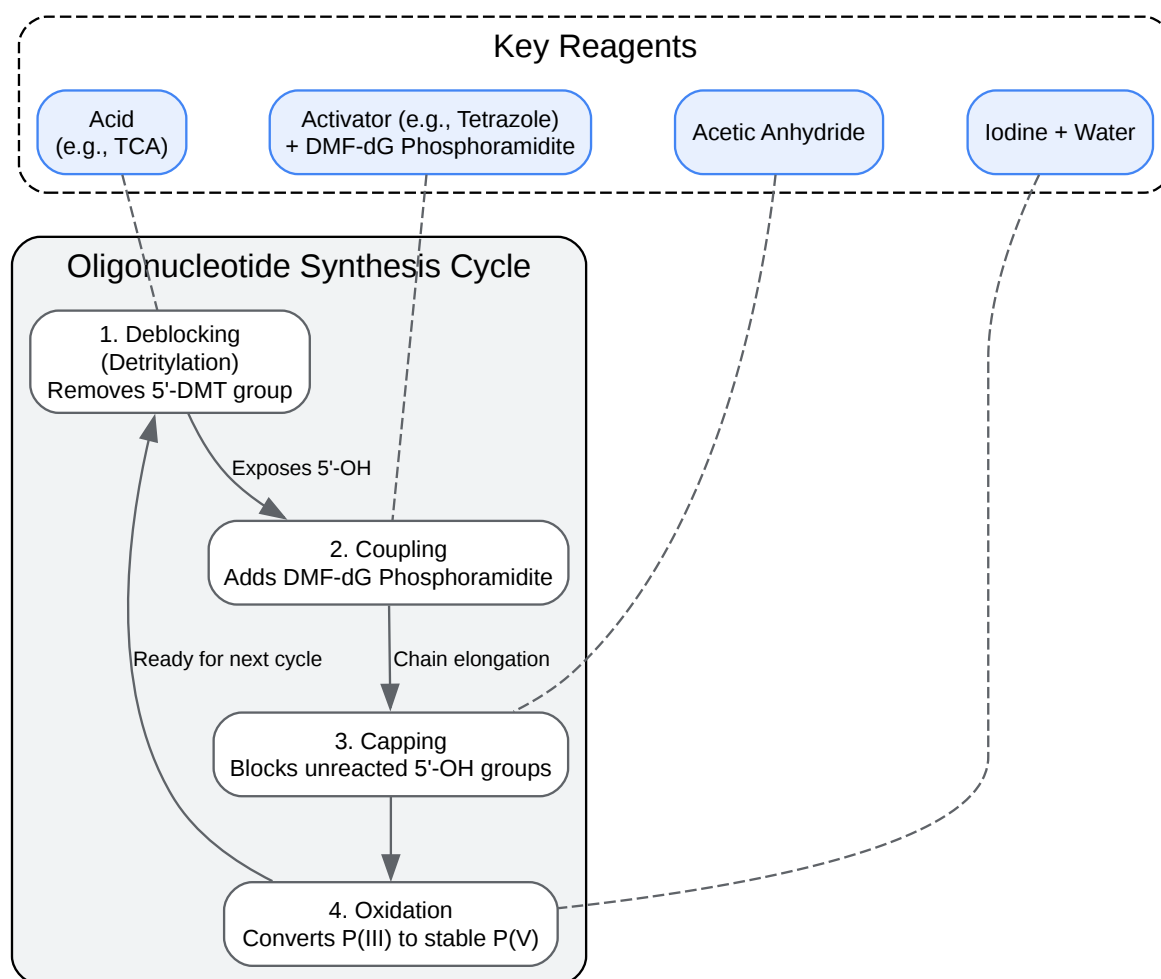 Key Reagents
Acid
(e.g., TCA)
Activator (e.g., Tetrazole)
+ DMF-dG Phosphoramidite
Acetic Anhydride
Iodine + Water
Oligonucleotide Synthesis Cycle
1. Deblocking
(Detritylation)
Removes 5'-DMT group
Exposes 5'-OH
2. Coupling
Adds DMF-dG Phosphoramidite
Ready for next cycle
Chain elongation
3. Capping
Blocks unreacted 5'-OH groups
4. Oxidation
Converts P(III) to stable P(V)